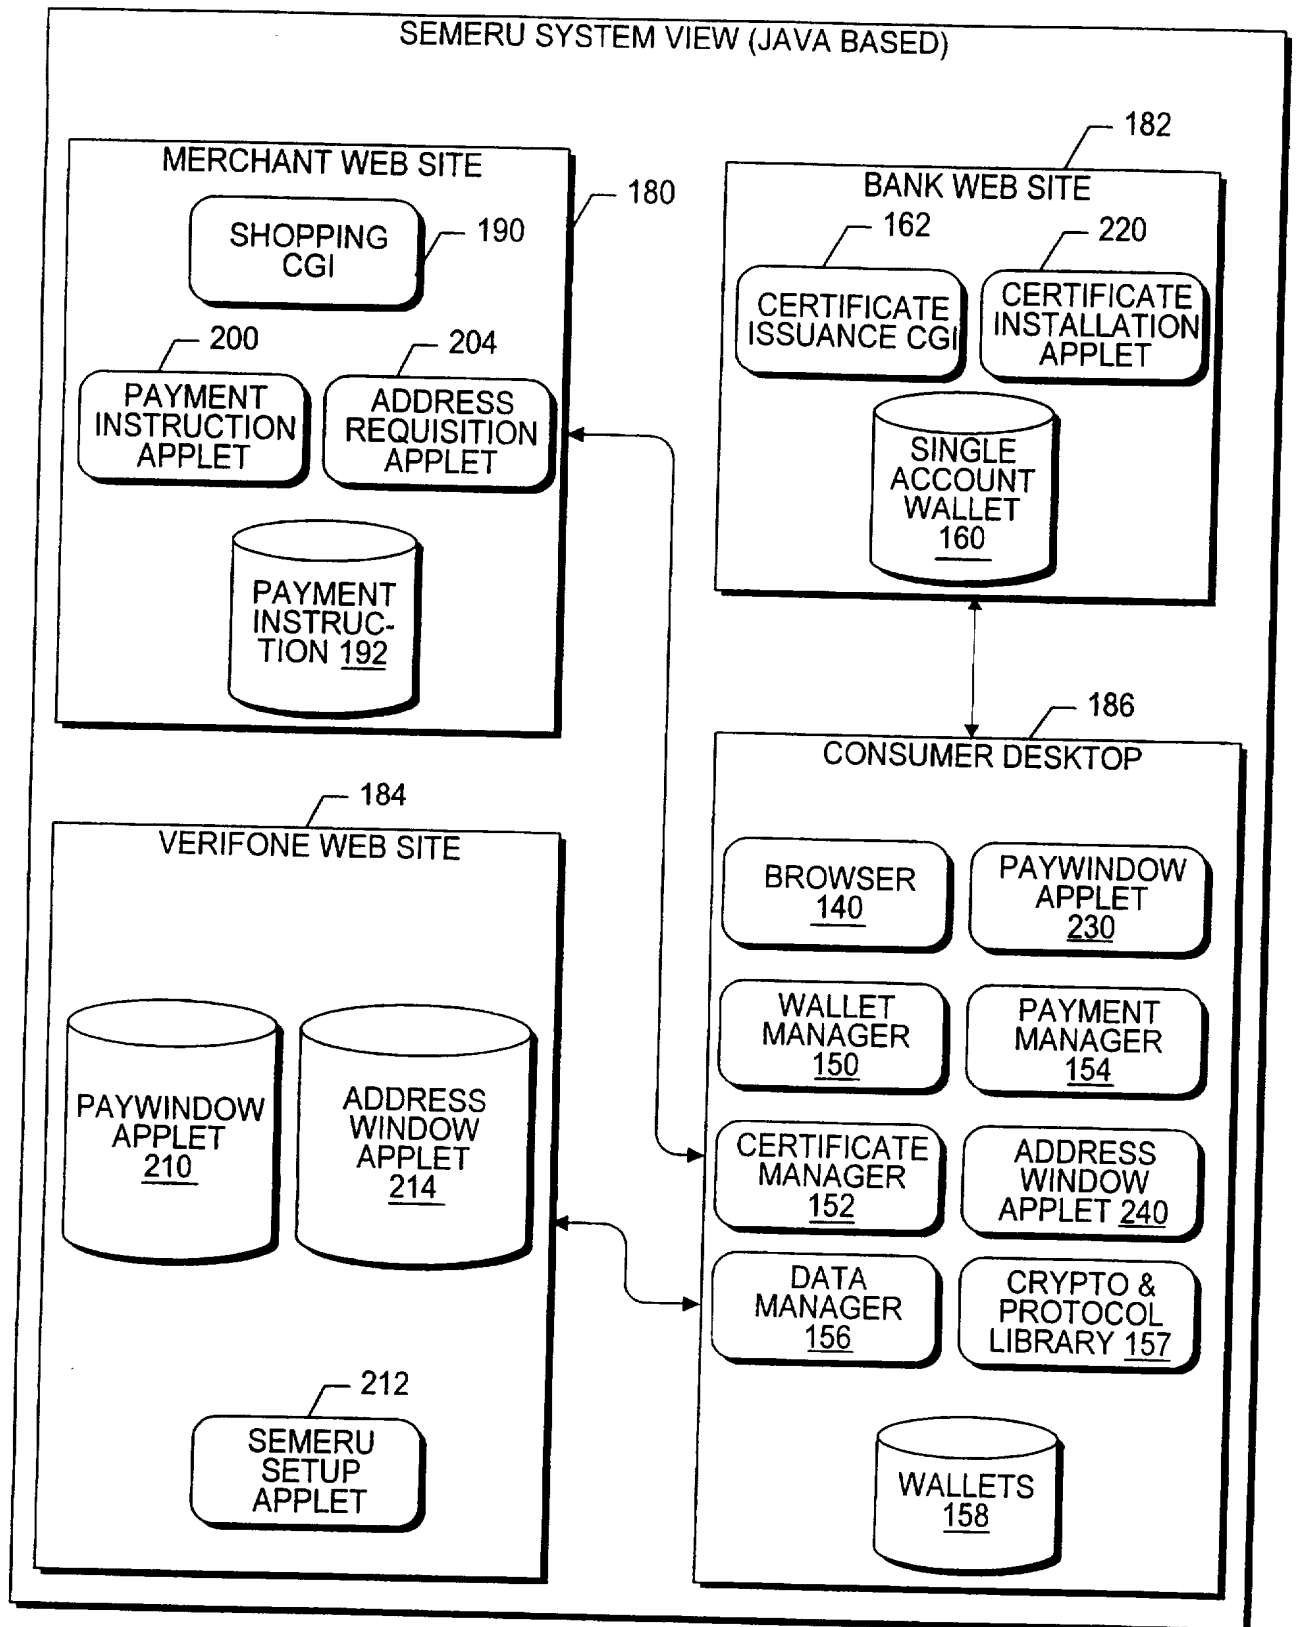 SEMERU SYSTEM VIEW (JAVA BASED)
MERCHANT WEB SITE
180
SHOPPING
CGI
190
200
PAYMENT
INSTRUCTION
APPLET
204
ADDRESS
REQUISITION
APPLET
PAYMENT
INSTRUC-
TION 192
182
BANK WEB SITE
162
CERTIFICATE
ISSUANCE CGI
220
CERTIFICATE
INSTALLATION
APPLET
SINGLE
ACCOUNT
WALLET
160
184
VERIFONE WEB SITE
PAYWINDOW
APPLET
210
ADDRESS
WINDOW
APPLET
214
212
SEMERU
SETUP
APPLET
186
CONSUMER DESKTOP
BROWSER
140
PAYWINDOW
APPLET
230
WALLET
MANAGER
150
PAYMENT
MANAGER
154
CERTIFICATE
MANAGER
152
ADDRESS
WINDOW
APPLET 240
DATA
MANAGER
156
CRYPTO &
PROTOCOL
LIBRARY 157
WALLETS
158